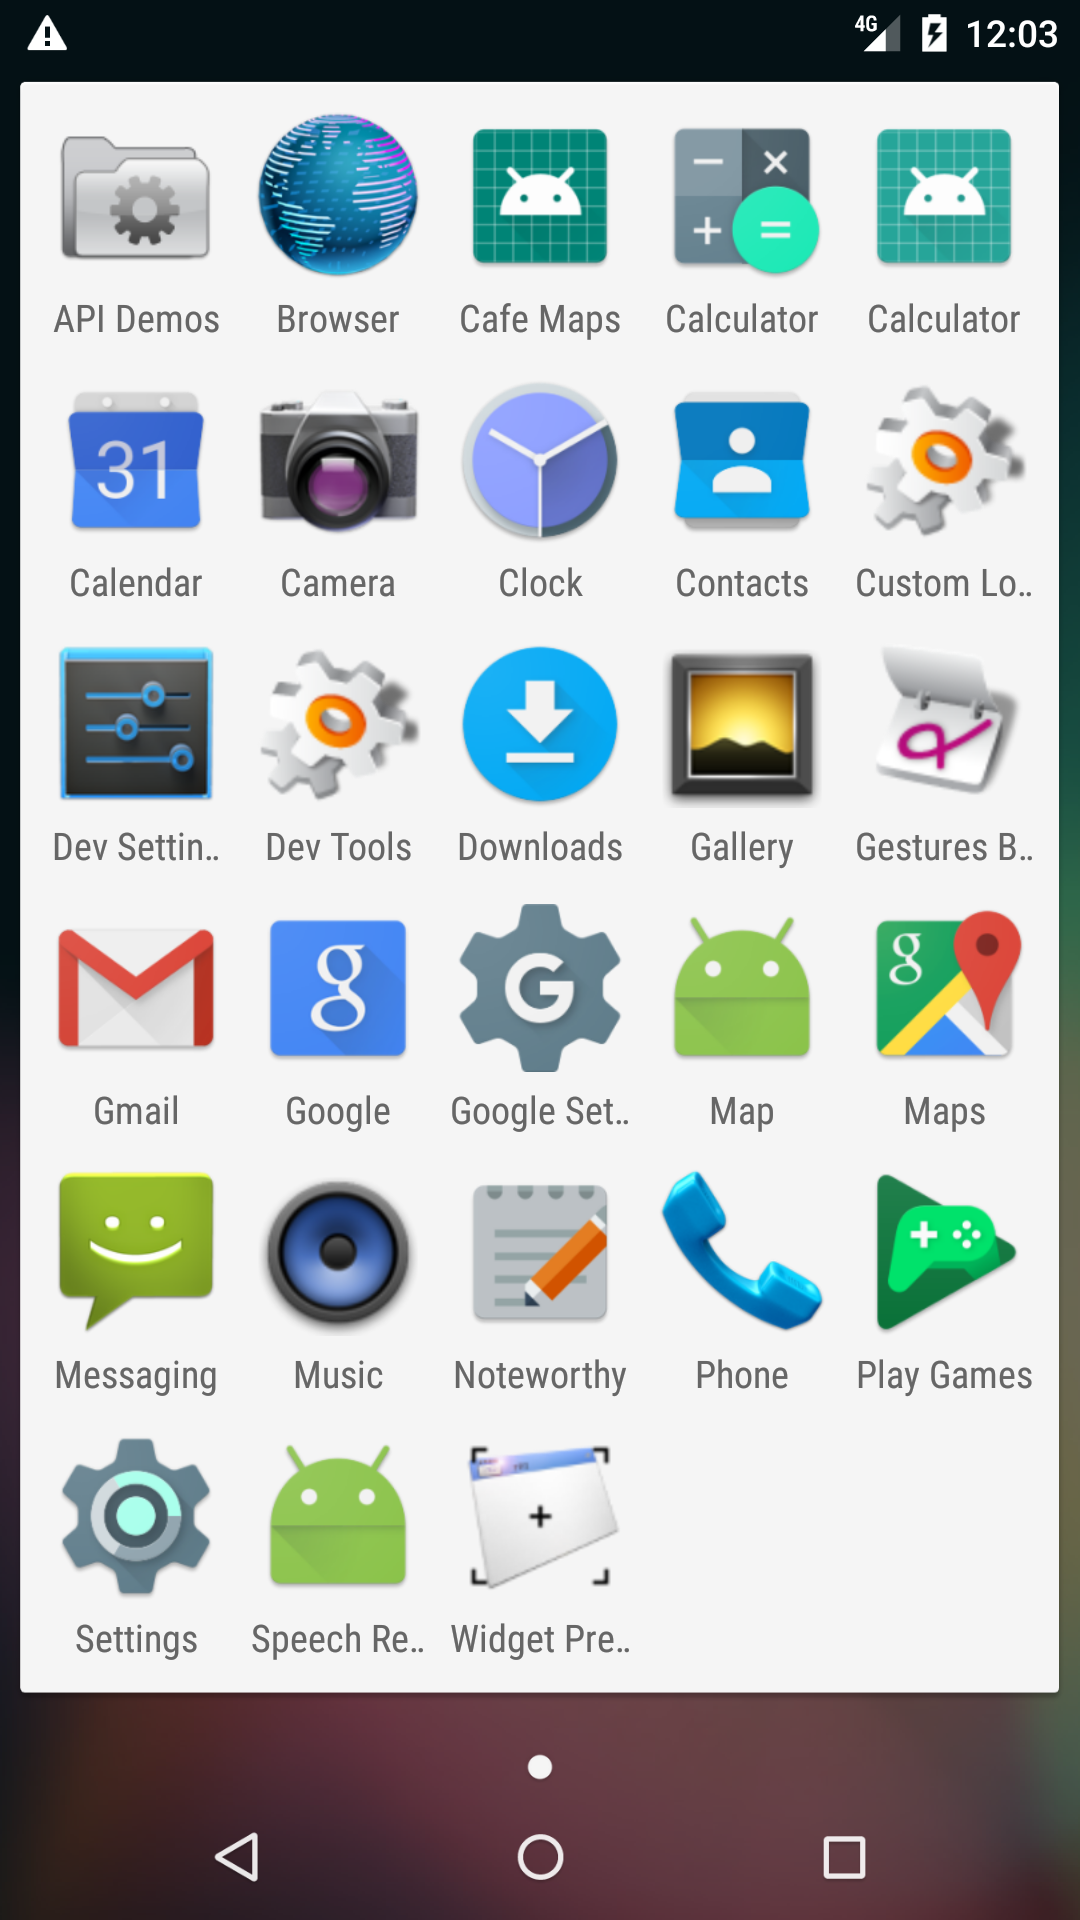 4G 12:03
API Demos Browser Cafe Maps Calculator Calculator
31
Calendar Camera Clock Contacts Custom Lo..
Dev Settin.. Dev Tools Downloads Gallery Gestures B..
g G g
Gmail Google Google Set.. Map Maps
Messaging Music Noteworthy Phone Play Games
Settings Speech Re.. Widget Pre..